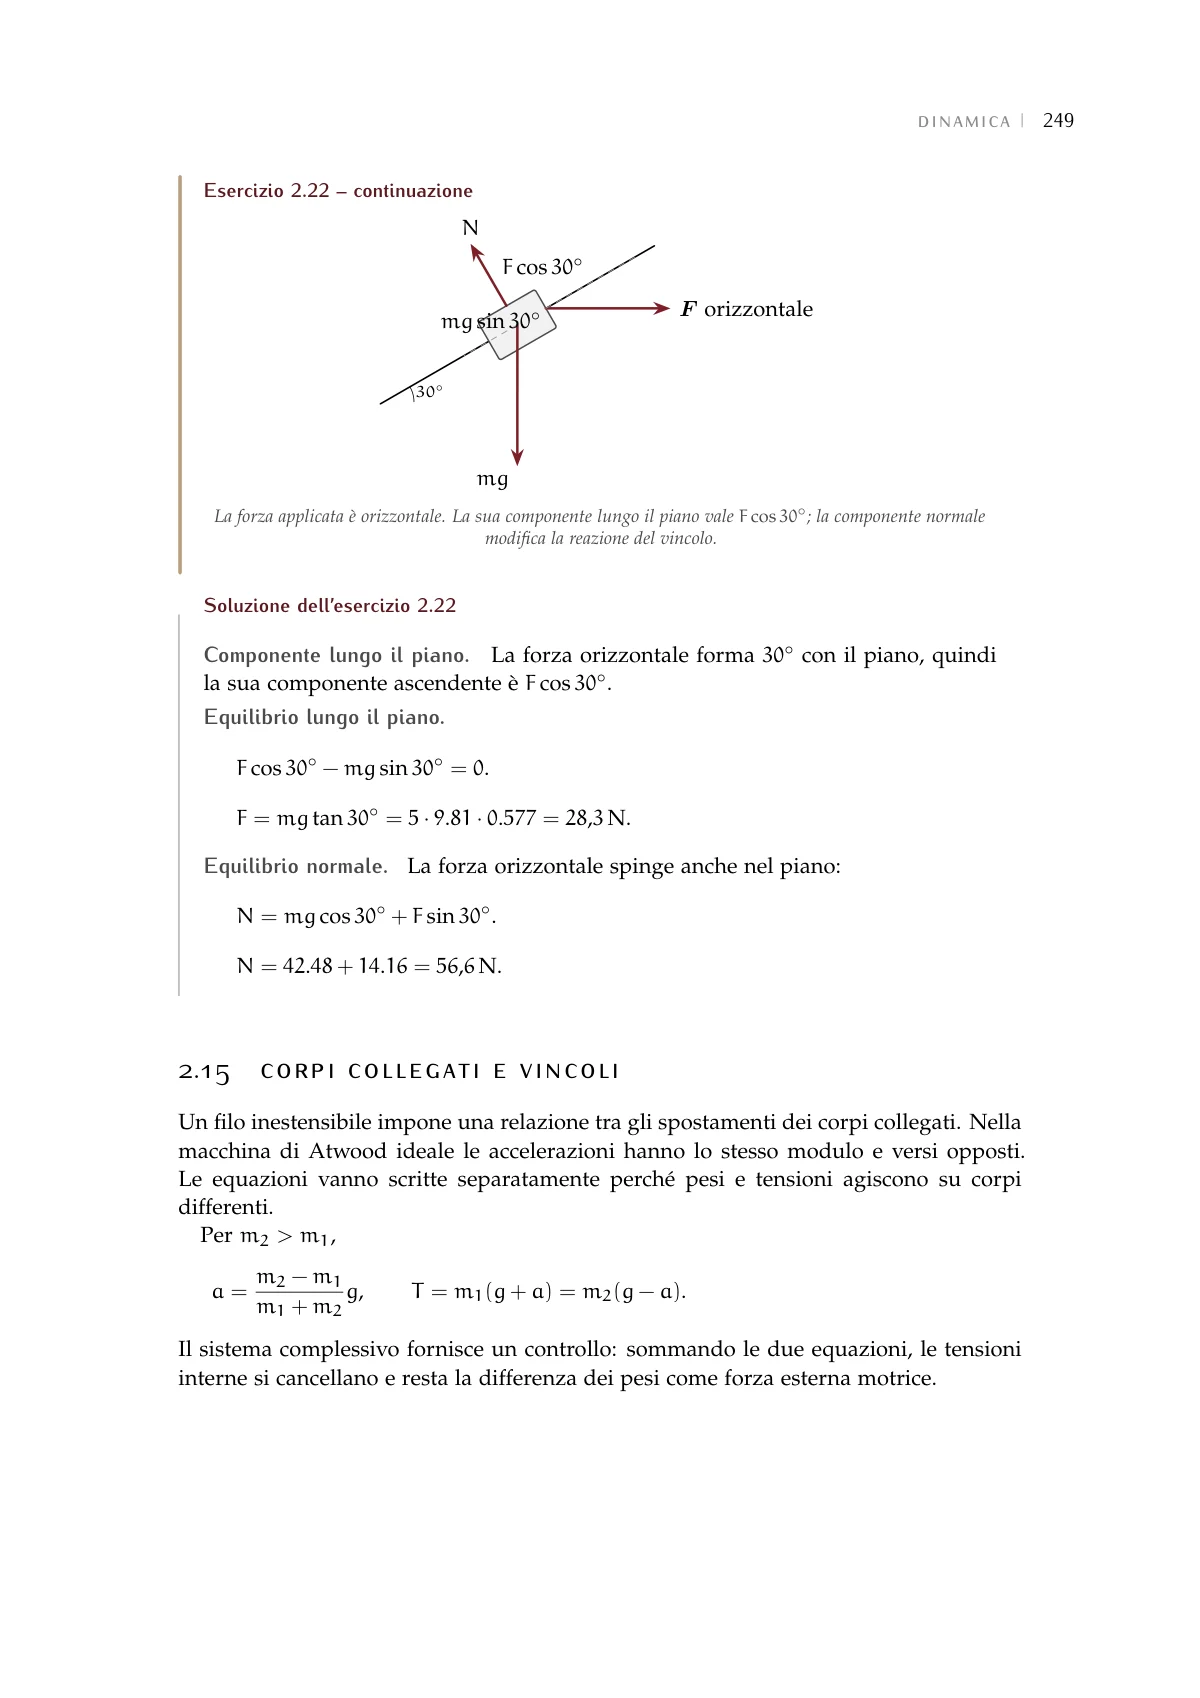 DINAMICA | 249
Esercizio 2.22 – continuazione
N
F cos 30°
F orizzontale
mg sin 30°
30°
mg
La forza applicata è orizzontale. La sua componente lungo il piano vale F cos 30°; la componente normale
modifica la reazione del vincolo.
Soluzione dell'esercizio 2.22
Componente lungo il piano. La forza orizzontale forma 30° con il piano, quindi
la sua componente ascendente è F cos 30°.
Equilibrio lungo il piano.
F cos 30° − mg sin 30° = 0.
F = mg tan 30° = 5 · 9.81 · 0.577 = 28,3 N.
Equilibrio normale. La forza orizzontale spinge anche nel piano:
N = mg cos 30° + F sin 30°.
N = 42.48 + 14.16 = 56,6 N.
2.15 CORPI COLLEGATI E VINCOLI
Un filo inestensibile impone una relazione tra gli spostamenti dei corpi collegati. Nella
macchina di Atwood ideale le accelerazioni hanno lo stesso modulo e versi opposti.
Le equazioni vanno scritte separatamente perché pesi e tensioni agiscono su corpi
differenti.
Per m₂ > m₁,
a = (m₂ − m₁)/(m₁ + m₂) g, T = m₁(g + a) = m₂(g − a).
Il sistema complessivo fornisce un controllo: sommando le due equazioni, le tensioni
interne si cancellano e resta la differenza dei pesi come forza esterna motrice.